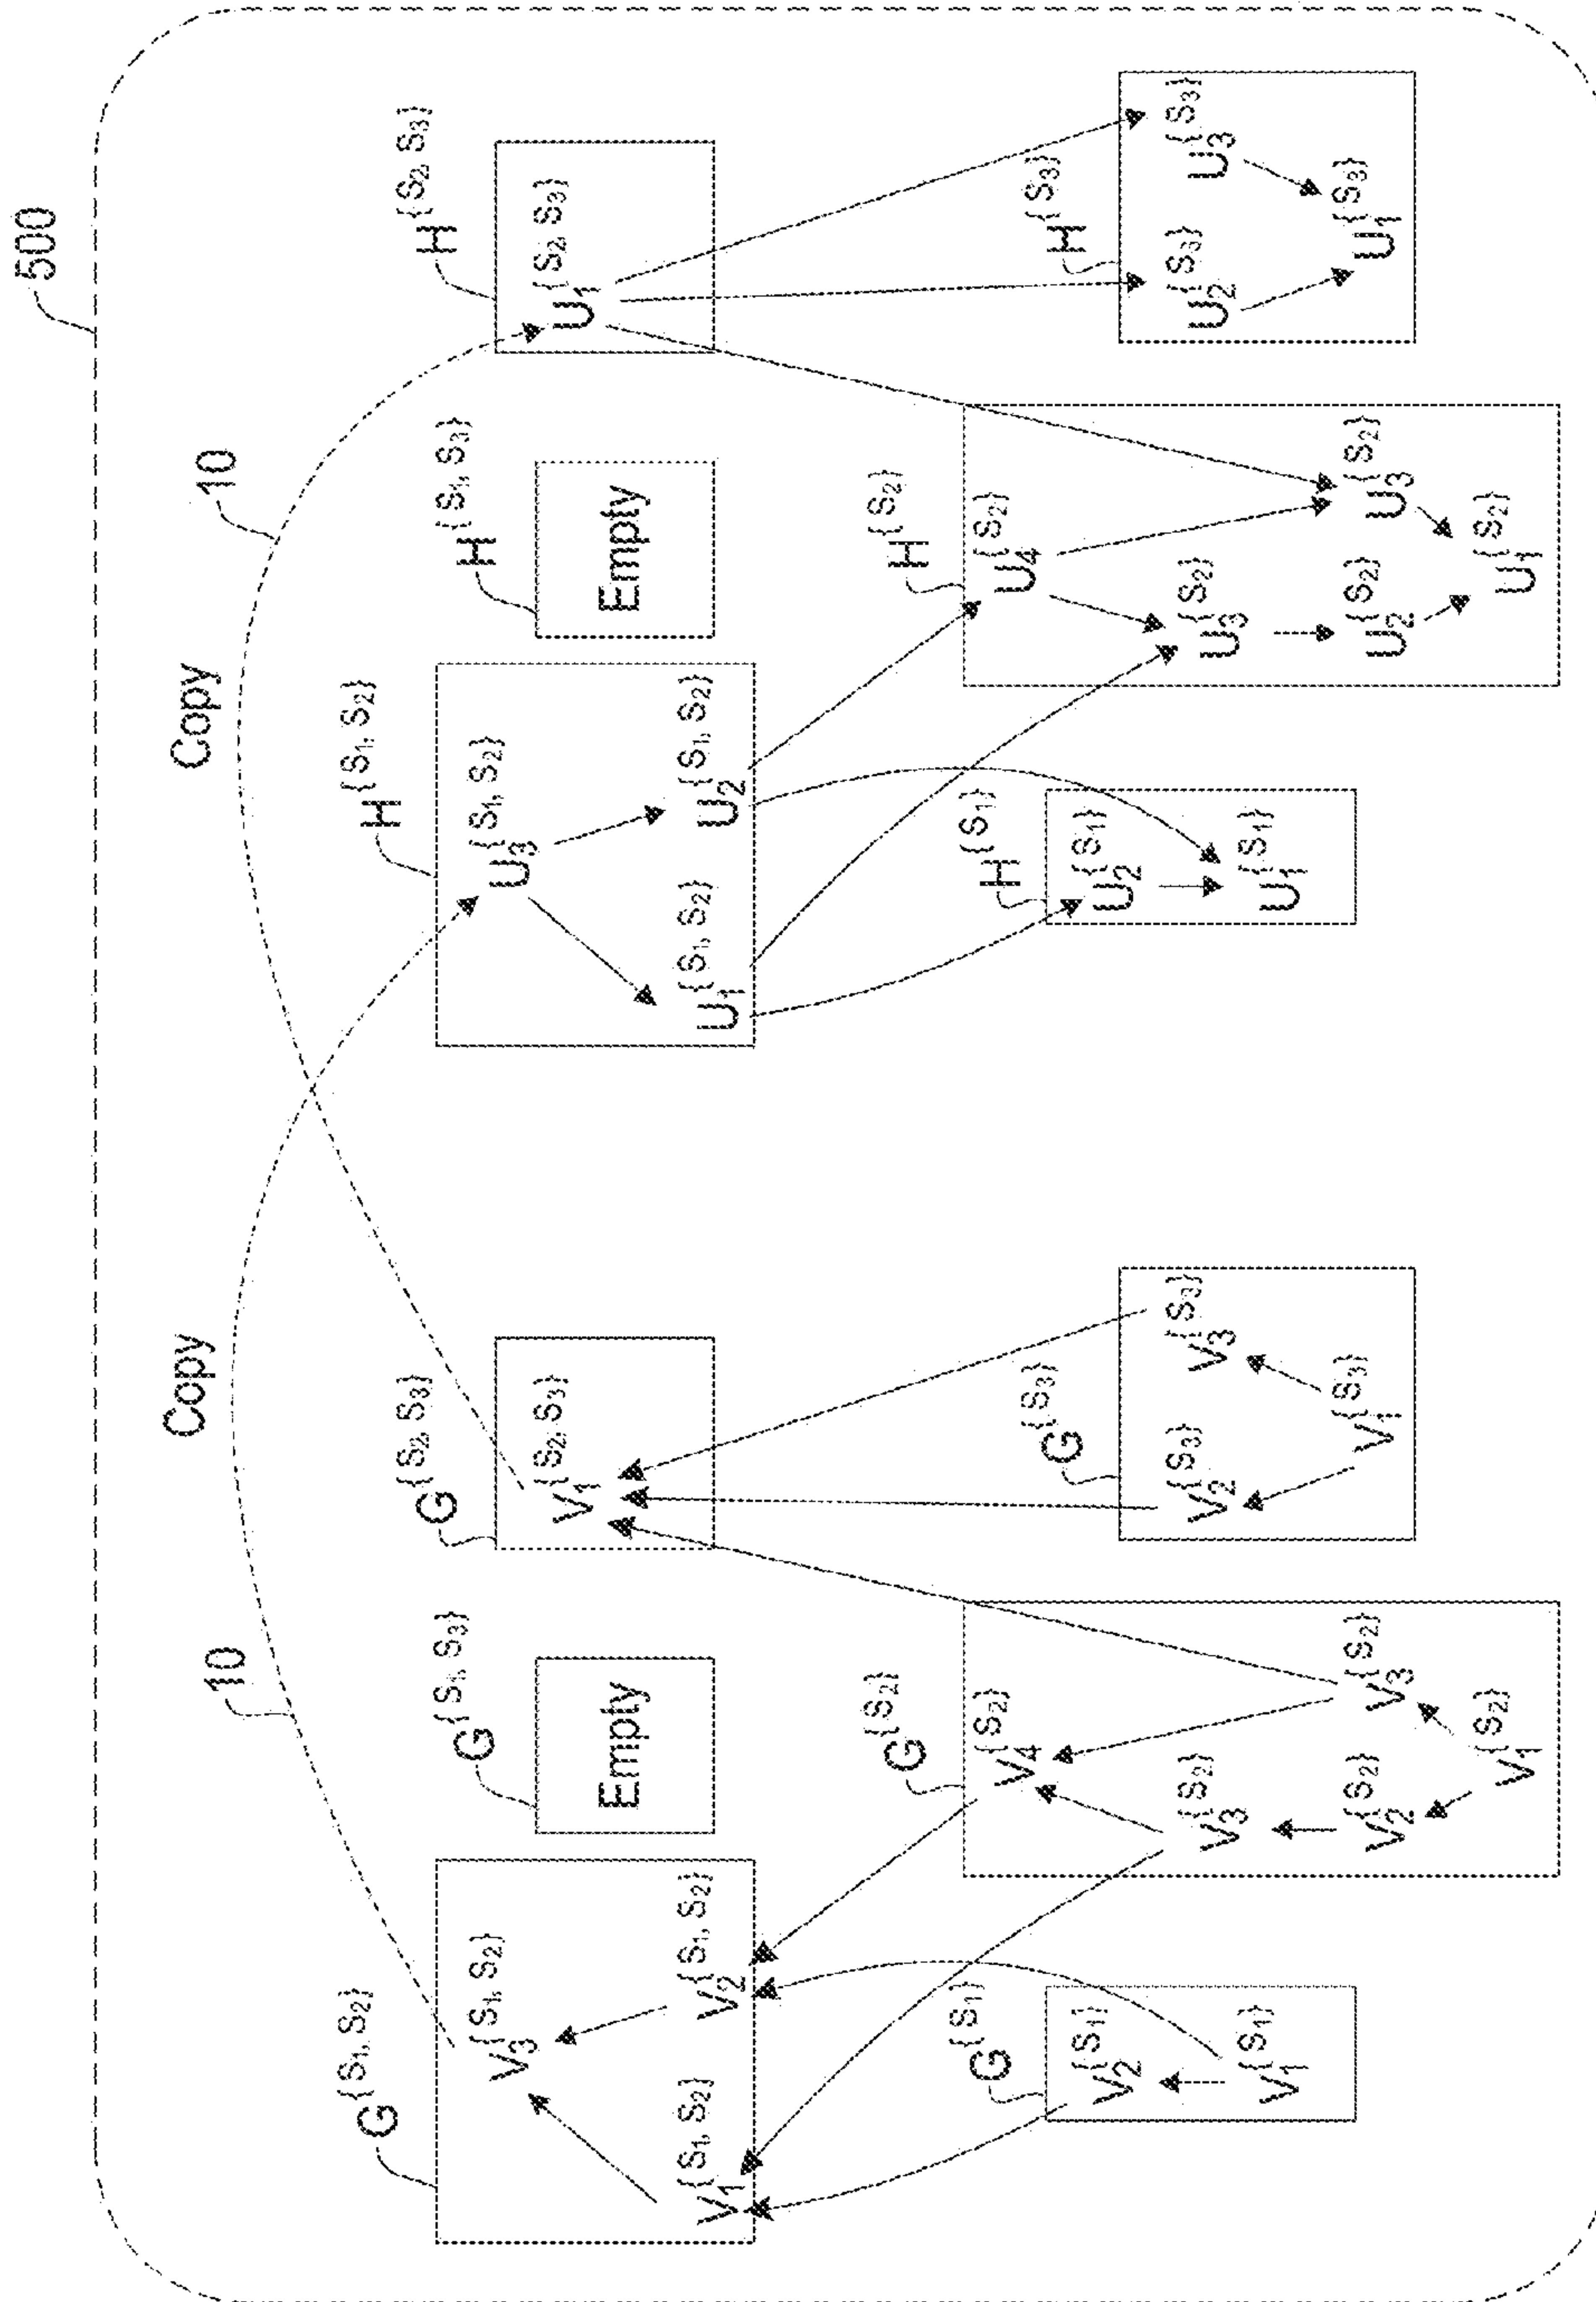 500
Copy
Copy
10
10
G{S1, S2}
G{S1, S3}
G{S2, S3}
H{S1, S2}
H{S1, S3}
H{S2, S3}
V3{S1, S2}
V1{S1, S2}
V2{S1, S2}
Empty
V1{S2, S3}
U3{S1, S2}
U1{S1, S2}
U2{S1, S2}
Empty
U1{S2, S3}
G{S1}
V2{S1}
V1{S1}
G{S2}
V4{S2}
V3{S2}
V2{S2}
V3{S2}
V1{S2}
G{S3}
V2{S3}
V3{S3}
V1{S3}
H{S1}
U2{S1}
U1{S1}
H{S2}
U4{S2}
U3{S2}
U2{S2}
U3{S2}
U1{S2}
H{S3}
U2{S3}
U3{S3}
U1{S3}